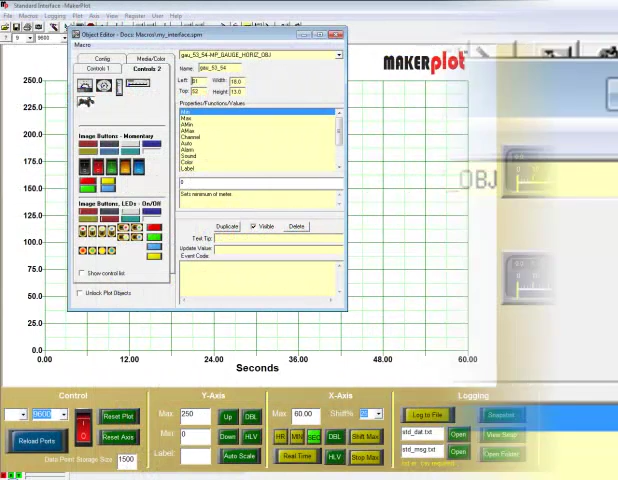 Standard Interface - MakerPlot
File Macros Logging Plot Axis View Register User Help
? 9 9600
Object Editor - Docs: Macros\my_interface.spm
Macro
Config Media/Color
Controls 1 Controls 2
Image Buttons - Momentary
Image Buttons, LEDs - On/Off
Show control list
Unlock Plot Objects
gau_53_54-MP_GAUGE_HORIZ_OBJ
Name: gau_53_54
Left: Width: 18.0
Top: Height: 13.0
Properties/Functions/Values
Min
Max
AMin
AMax
Channel
Auto
Alarm
Sound
Color
Label
0
Sets minimum of meter
Duplicate Visible Delete
Text Tip:
Update Value:
Event Code:
MAKERplot
_OBJ
250.0
225.0
200.0
175.0
150.0
125.0
100.0
75.0
50.0
25.0
0.0
0.00 12.00 24.00 36.00 48.00 60.00
Seconds
Control Y-Axis X-Axis Logging
9600 Reset Plot Max: 250 Up DBL Max: 60.00 Shift% Log to File Snapshot
Reload Ports Reset Axis Min: 0 Down HLV HR MIN SEC DBL Shift Max std_dat.txt Open View Snap
Data Point Storage Size: 1500 Label: Auto Scale Real Time HLV Stop Max std_msg.txt Open Open Folder